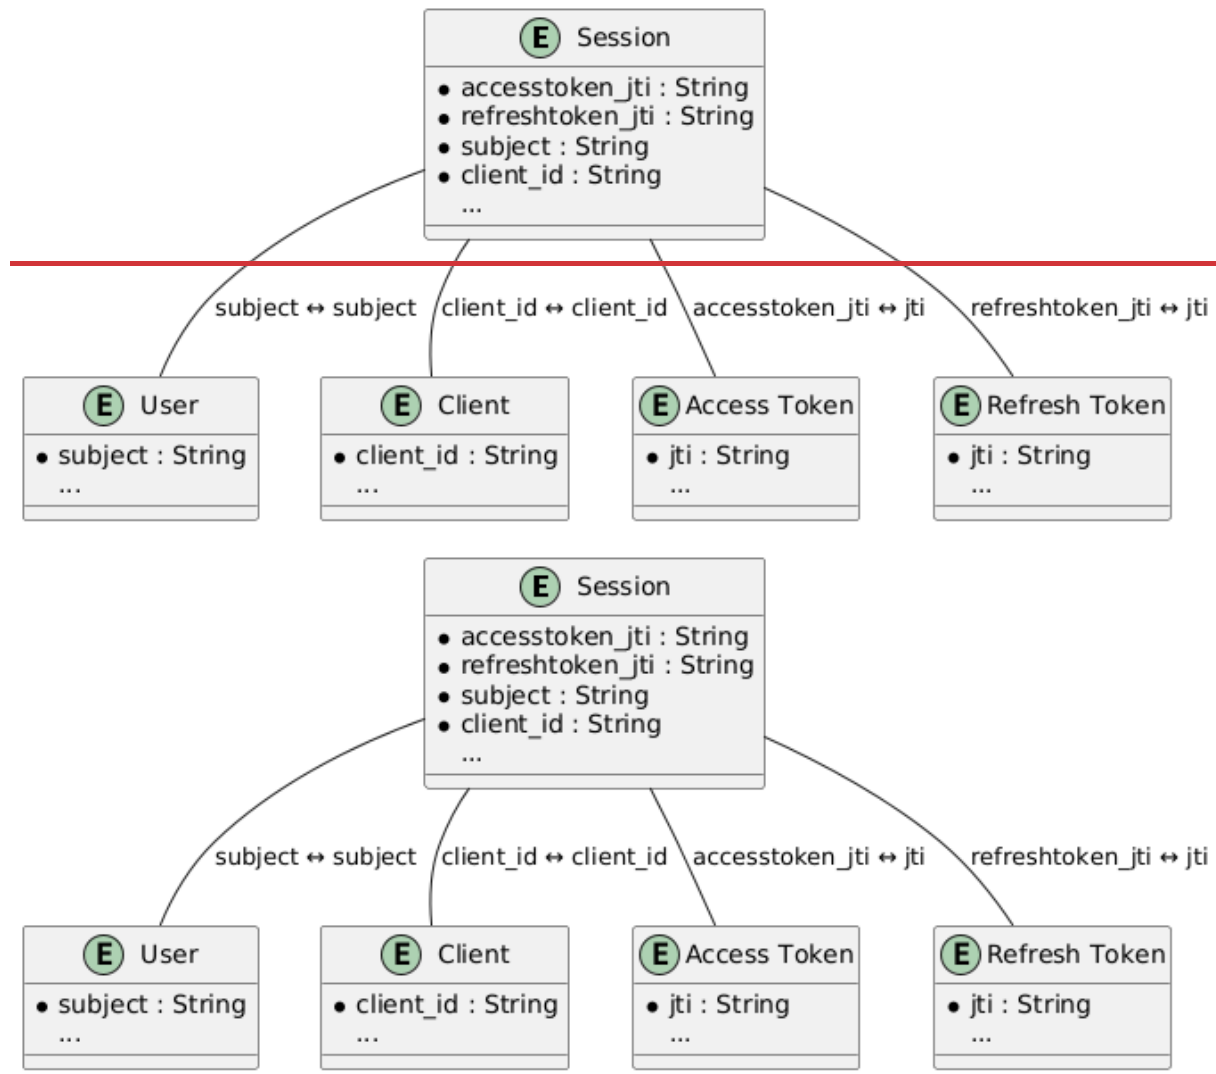 E Session
accesstoken_jti : String
refreshtoken_jti : String
subject : String
client_id : String
...
subject ↔ subject
client_id ↔ client_id
accesstoken_jti ↔ jti
refreshtoken_jti ↔ jti
E User
subject : String
...
E Client
client_id : String
...
E Access Token
jti : String
...
E Refresh Token
jti : String
...
E Session
accesstoken_jti : String
refreshtoken_jti : String
subject : String
client_id : String
...
subject ↔ subject
client_id ↔ client_id
accesstoken_jti ↔ jti
refreshtoken_jti ↔ jti
E User
subject : String
...
E Client
client_id : String
...
E Access Token
jti : String
...
E Refresh Token
jti : String
...